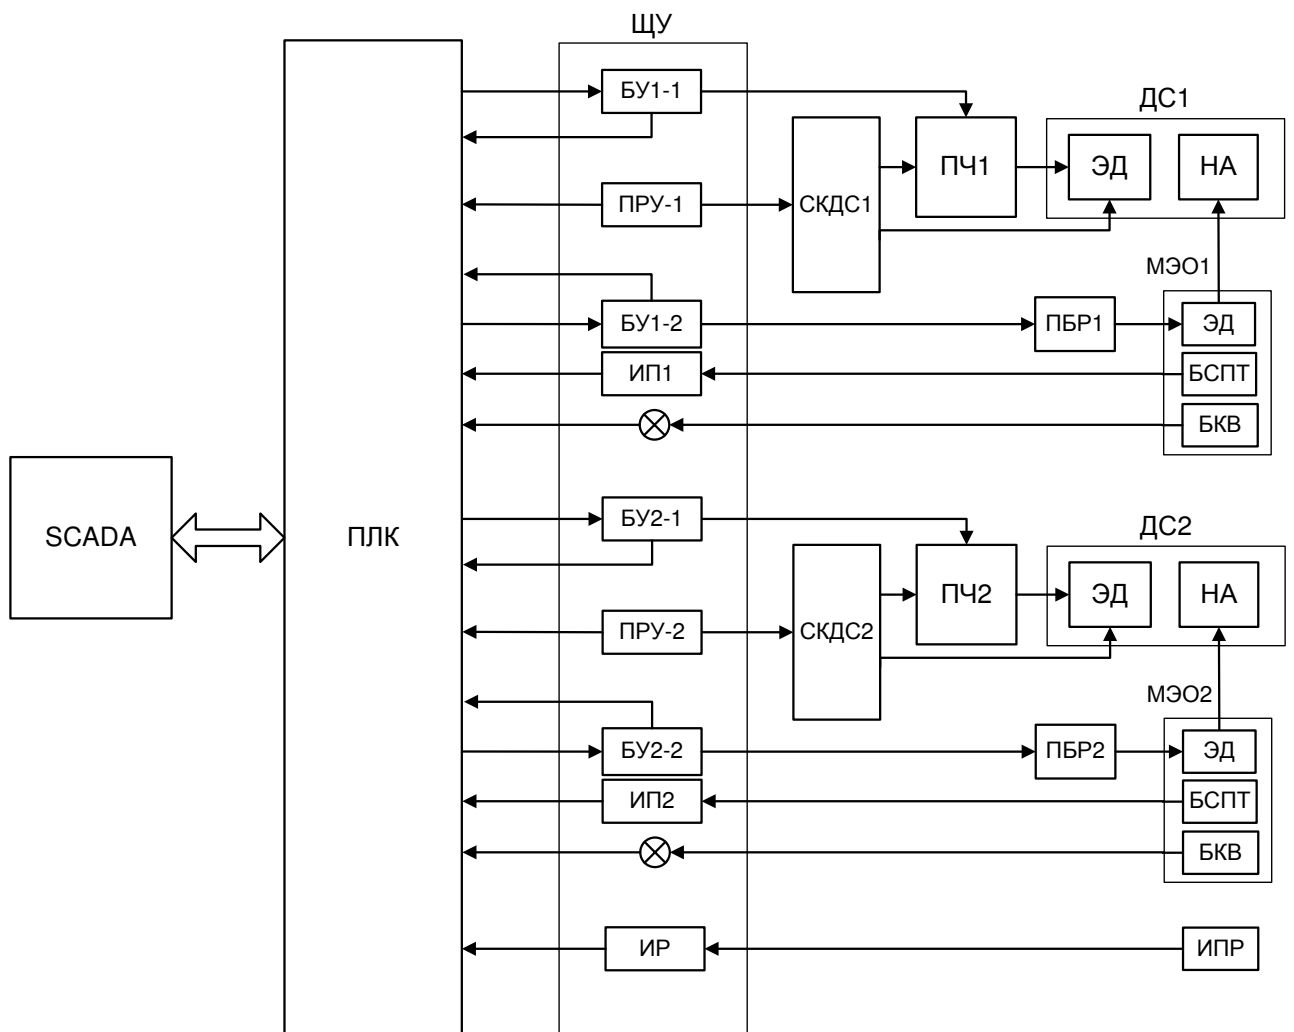 ЩУ
БУ1-1
ДС1
ПЧ1
ЭД
НА
ПРУ-1
СКДС1
МЭО1
БУ1-2
ПБР1
ЭД
ИП1
БСПТ
БКВ
SCADA
ПЛК
БУ2-1
ДС2
ПЧ2
ЭД
НА
ПРУ-2
СКДС2
МЭО2
БУ2-2
ПБР2
ЭД
ИП2
БСПТ
БКВ
ИР
ИПР